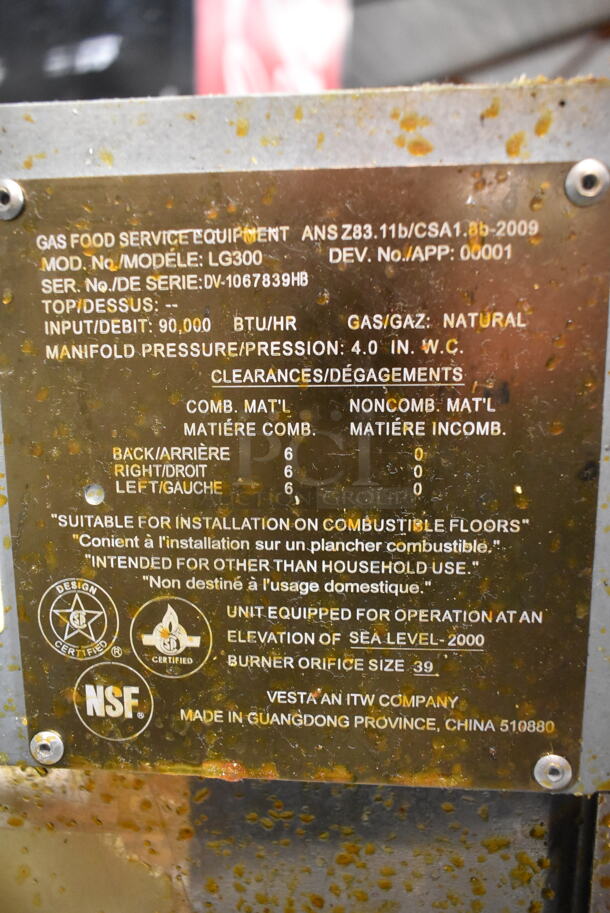 GAS FOOD SERVICE EQUIPMENT ANS Z83.11b/CSA1.8b-2009
MOD. No./MODÉLE: LG300 DEV. No./APP: 00001
SER. No./DE SERIE: DV-1067839HB
TOP/DESSUS: --
INPUT/DEBIT: 90,000 BTU/HR GAS/GAZ: NATURAL
MANIFOLD PRESSURE/PRESSION: 4.0 IN. W.C.
CLEARANCES/DÉGAGEMENTS
COMB. MAT'L NONCOMB. MAT'L
MATIÉRE COMB. MATIÉRE INCOMB.
BACK/ARRIÈRE 6 0
RIGHT/DROIT 6 0
LEFT/GAUCHE 6 0
PCI
AUCTION GROUP
"SUITABLE FOR INSTALLATION ON COMBUSTIBLE FLOORS"
"Conient à l'installation sur un plancher combustible."
"INTENDED FOR OTHER THAN HOUSEHOLD USE."
"Non destiné à l'usage domestique."
DESIGN
CERTIFIED ®
CERTIFIED
UNIT EQUIPPED FOR OPERATION AT AN
ELEVATION OF SEA LEVEL-2000
BURNER ORIFICE SIZE 39
NSF®
VESTA AN ITW COMPANY
MADE IN GUANGDONG PROVINCE, CHINA 510880